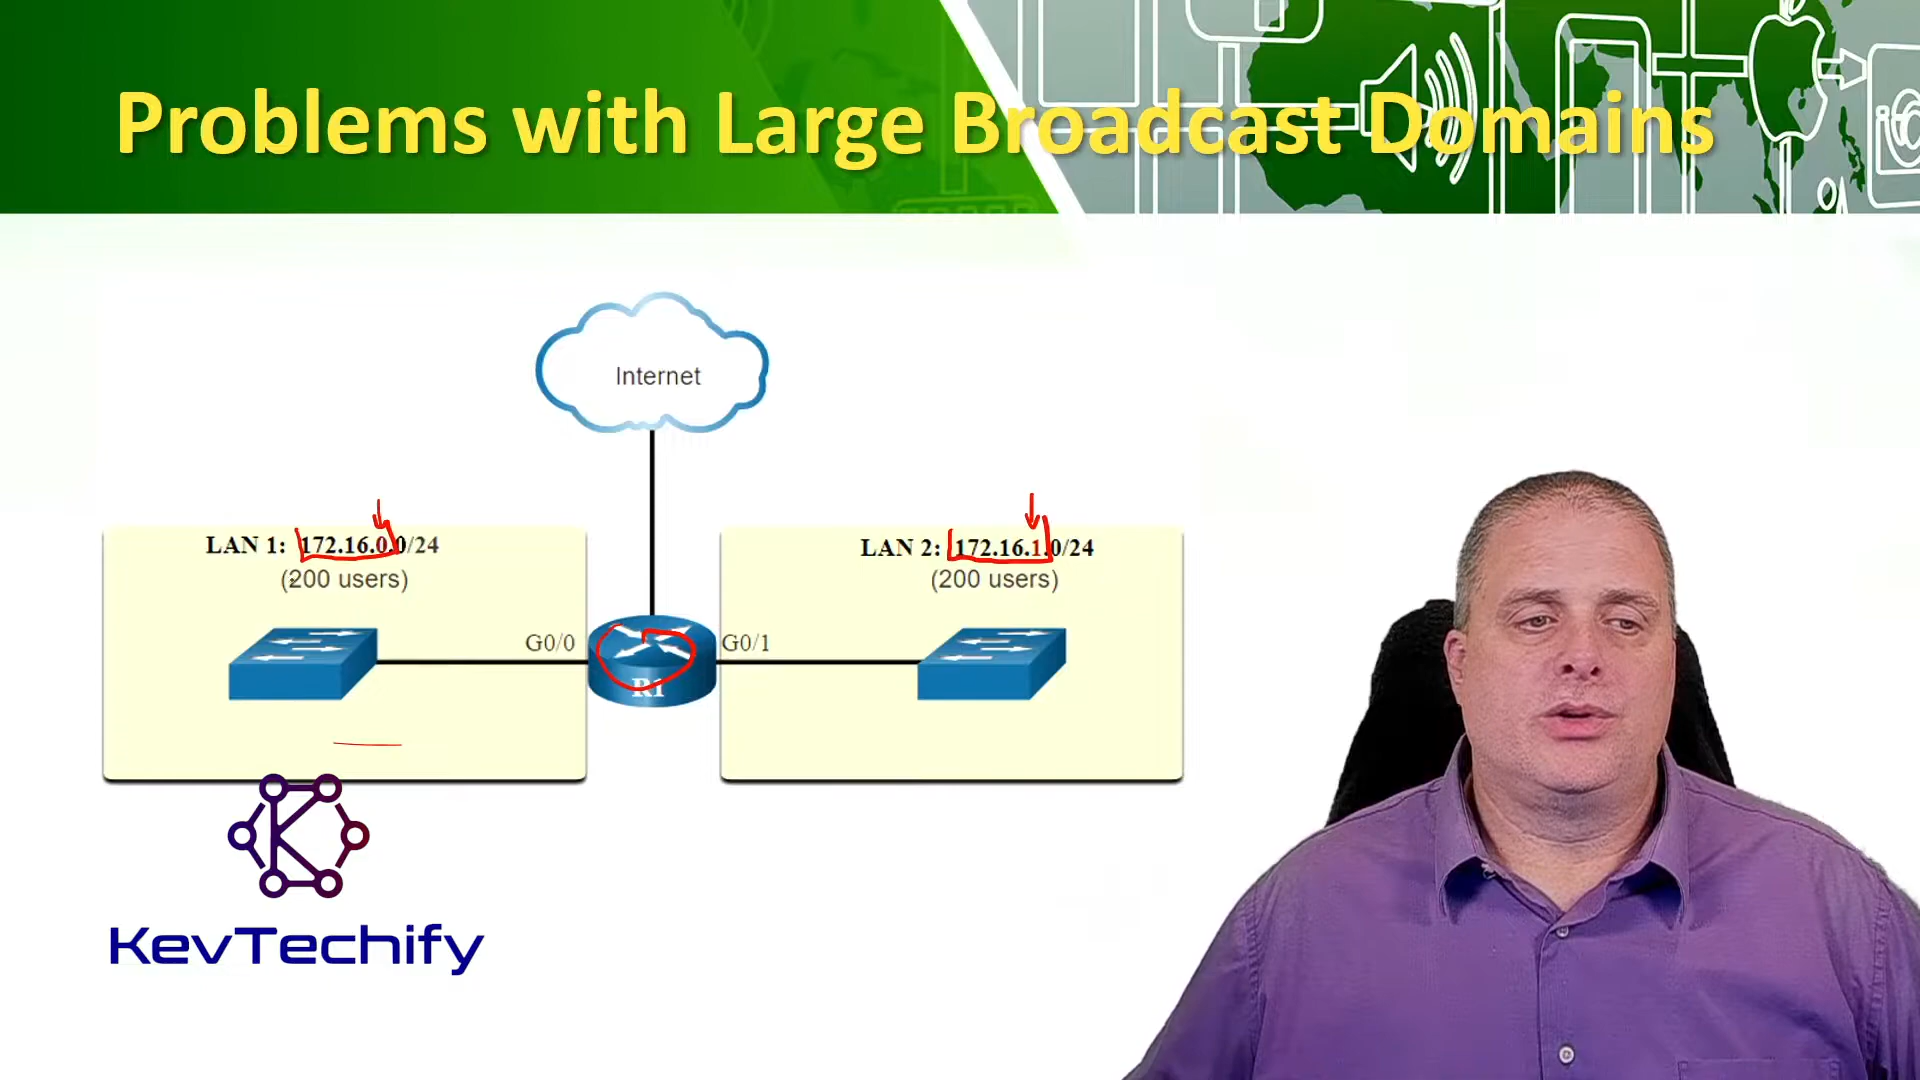 Problems with Large Broadcast Domains
Internet
LAN 1: 172.16.0.0/24
(200 users)
LAN 2: 172.16.1.0/24
(200 users)
G0/0
R1
G0/1
KevTechify